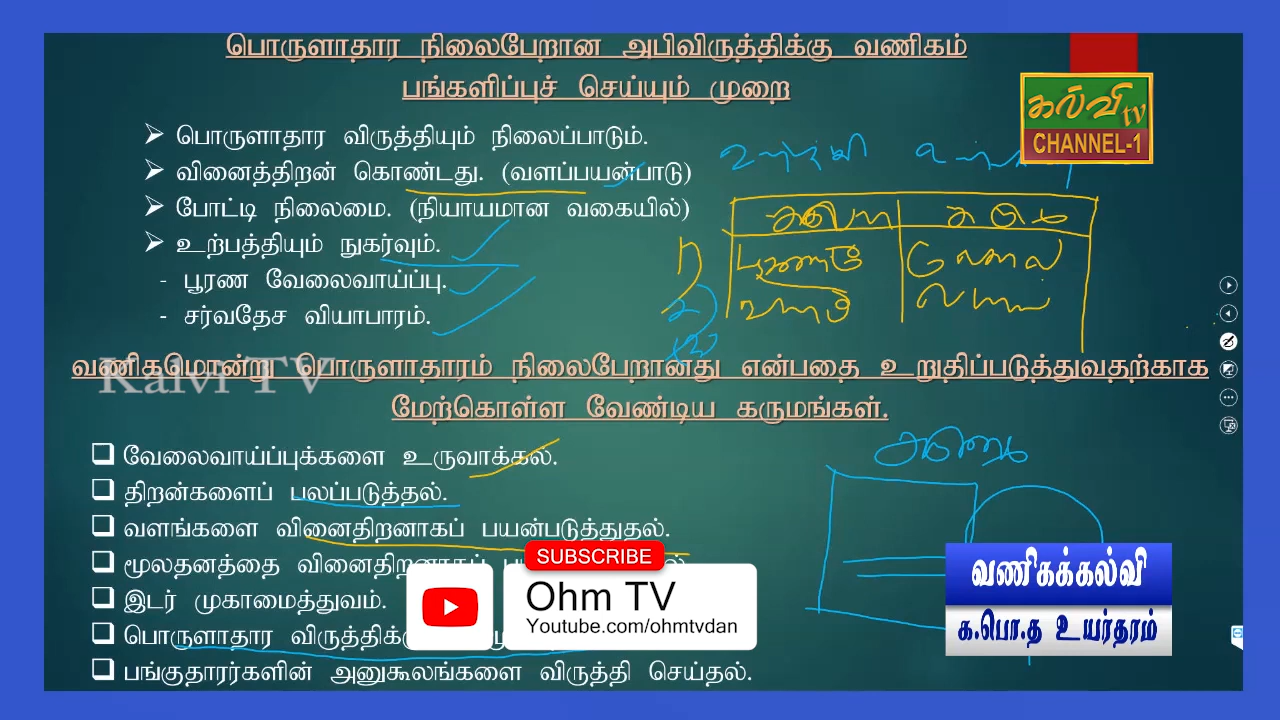 பொருளாதார நிலைபேறான அபிவிருத்திக்கு வணிகம்
பங்களிப்புச் செய்யும் முறை
➢ பொருளாதார விருத்தியும் நிலைப்பாடும்.
➢ வினைத்திறன் கொண்டது. (வளப்பயன்பாடு)
➢ போட்டி நிலைமை. (நியாயமான வகையில்)
➢ உற்பத்தியும் நுகர்வும்.
- பூரண வேலைவாய்ப்பு.
- சர்வதேச வியாபாரம்.
கல்வி tv
CHANNEL-1
Kalvi TV
வணிகமொன்று பொருளாதாரம் நிலைபேறானது என்பதை உறுதிப்படுத்துவதற்காக
மேற்கொள்ள வேண்டிய கருமங்கள்.
❑ வேலைவாய்ப்புக்களை உருவாக்கல்.
❑ திறன்களைப் பலப்படுத்தல்.
❑ வளங்களை வினைதிறனாகப் பயன்படுத்துதல்.
❑ மூலதனத்தை வினைதிறனாகப்
❑ இடர் முகாமைத்துவம்.
❑ பொருளாதார
❑ பங்குதாரர்களின் அனுகூலங்களை விருத்தி செய்தல்.
SUBSCRIBE
Ohm TV
Youtube.com/ohmtvdan
வணிகக்கல்வி
க.பொ.த உயர்தரம்